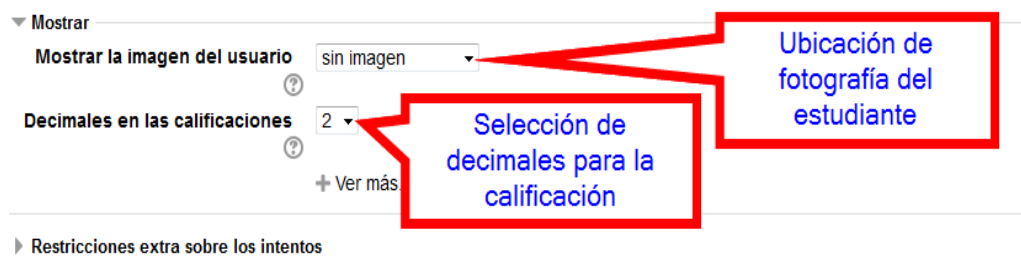 Mostrar
Mostrar la imagen del usuario
sin imagen
Ubicación de
fotografía del
estudiante
Decimales en las calificaciones
2
Selección de
decimales para la
calificación
Ver más.
Restricciones extra sobre los intentos